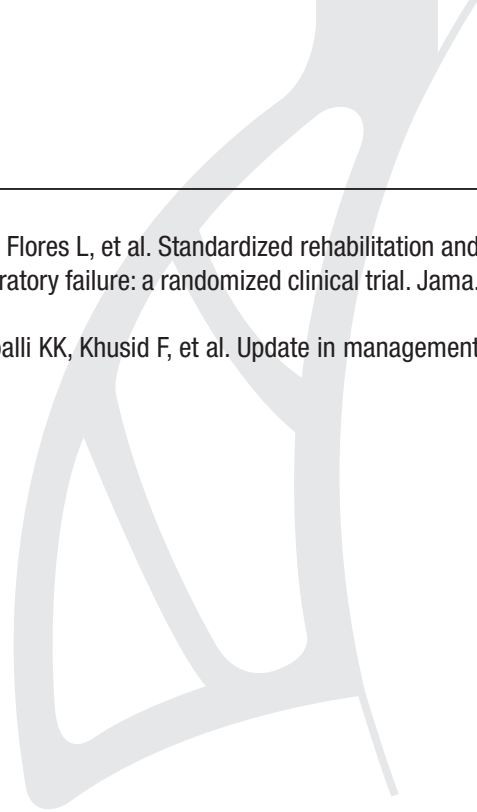 Flores L, et al. Standardized rehabilitation and
ratory failure: a randomized clinical trial. Jama.
alli KK, Khusid F, et al. Update in management